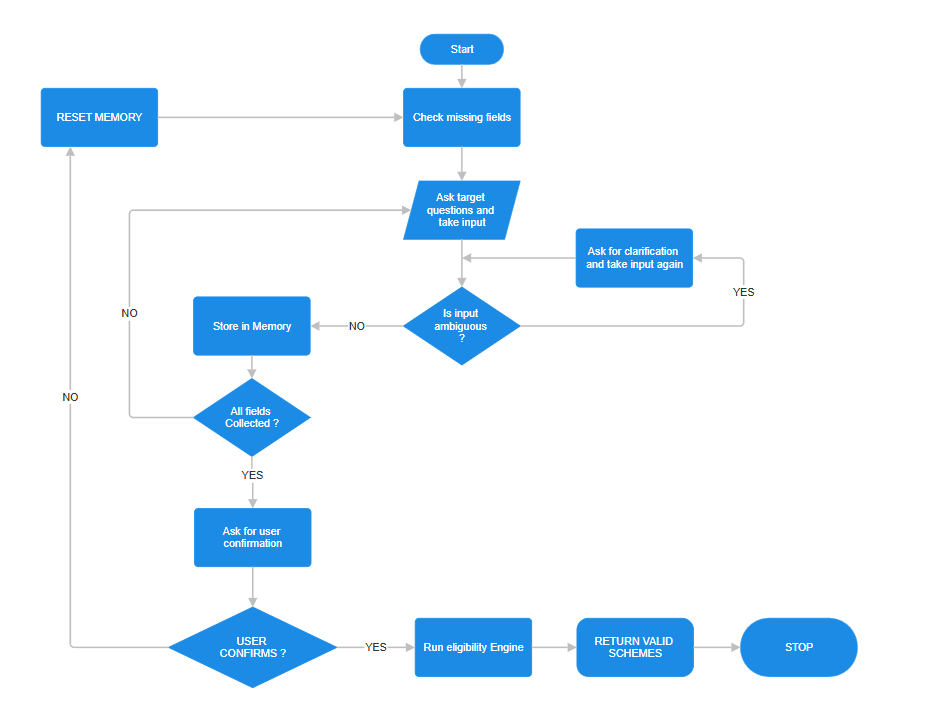 Start
RESET MEMORY
Check missing fields
Ask target
questions and
take input
Ask for clarification
and take input again
YES
NO
Store in Memory
NO
Is input
ambiguous
?
NO
All fields
Collected ?
YES
Ask for user
confirmation
USER
CONFIRMS ?
YES
Run eligibility Engine
RETURN VALID
SCHEMES
STOP